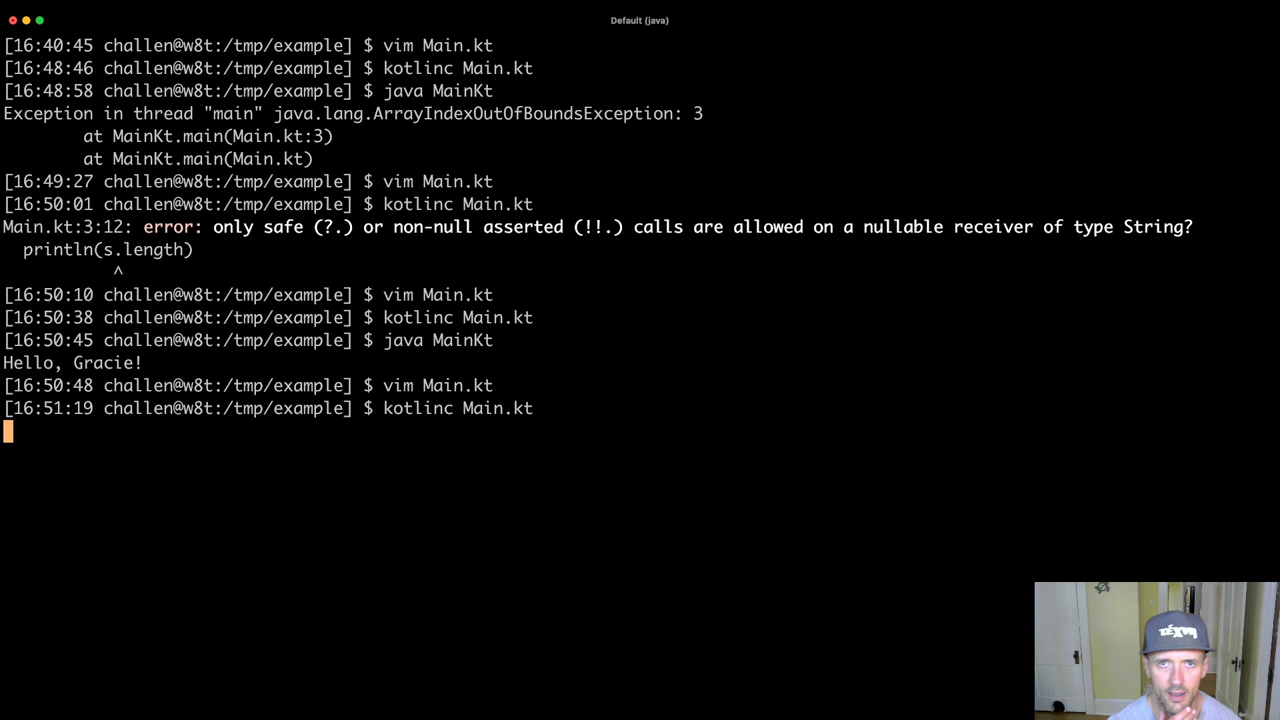 Default (java)
[16:40:45 challen@w8t:/tmp/example] $ vim Main.kt
[16:48:46 challen@w8t:/tmp/example] $ kotlinc Main.kt
[16:48:58 challen@w8t:/tmp/example] $ java MainKt
Exception in thread "main" java.lang.ArrayIndexOutOfBoundsException: 3
        at MainKt.main(Main.kt:3)
        at MainKt.main(Main.kt)
[16:49:27 challen@w8t:/tmp/example] $ vim Main.kt
[16:50:01 challen@w8t:/tmp/example] $ kotlinc Main.kt
Main.kt:3:12: error: only safe (?.) or non-null asserted (!!.) calls are allowed on a nullable receiver of type String?
  println(s.length)
           ^
[16:50:10 challen@w8t:/tmp/example] $ vim Main.kt
[16:50:38 challen@w8t:/tmp/example] $ kotlinc Main.kt
[16:50:45 challen@w8t:/tmp/example] $ java MainKt
Hello, Gracie!
[16:50:48 challen@w8t:/tmp/example] $ vim Main.kt
[16:51:19 challen@w8t:/tmp/example] $ kotlinc Main.kt